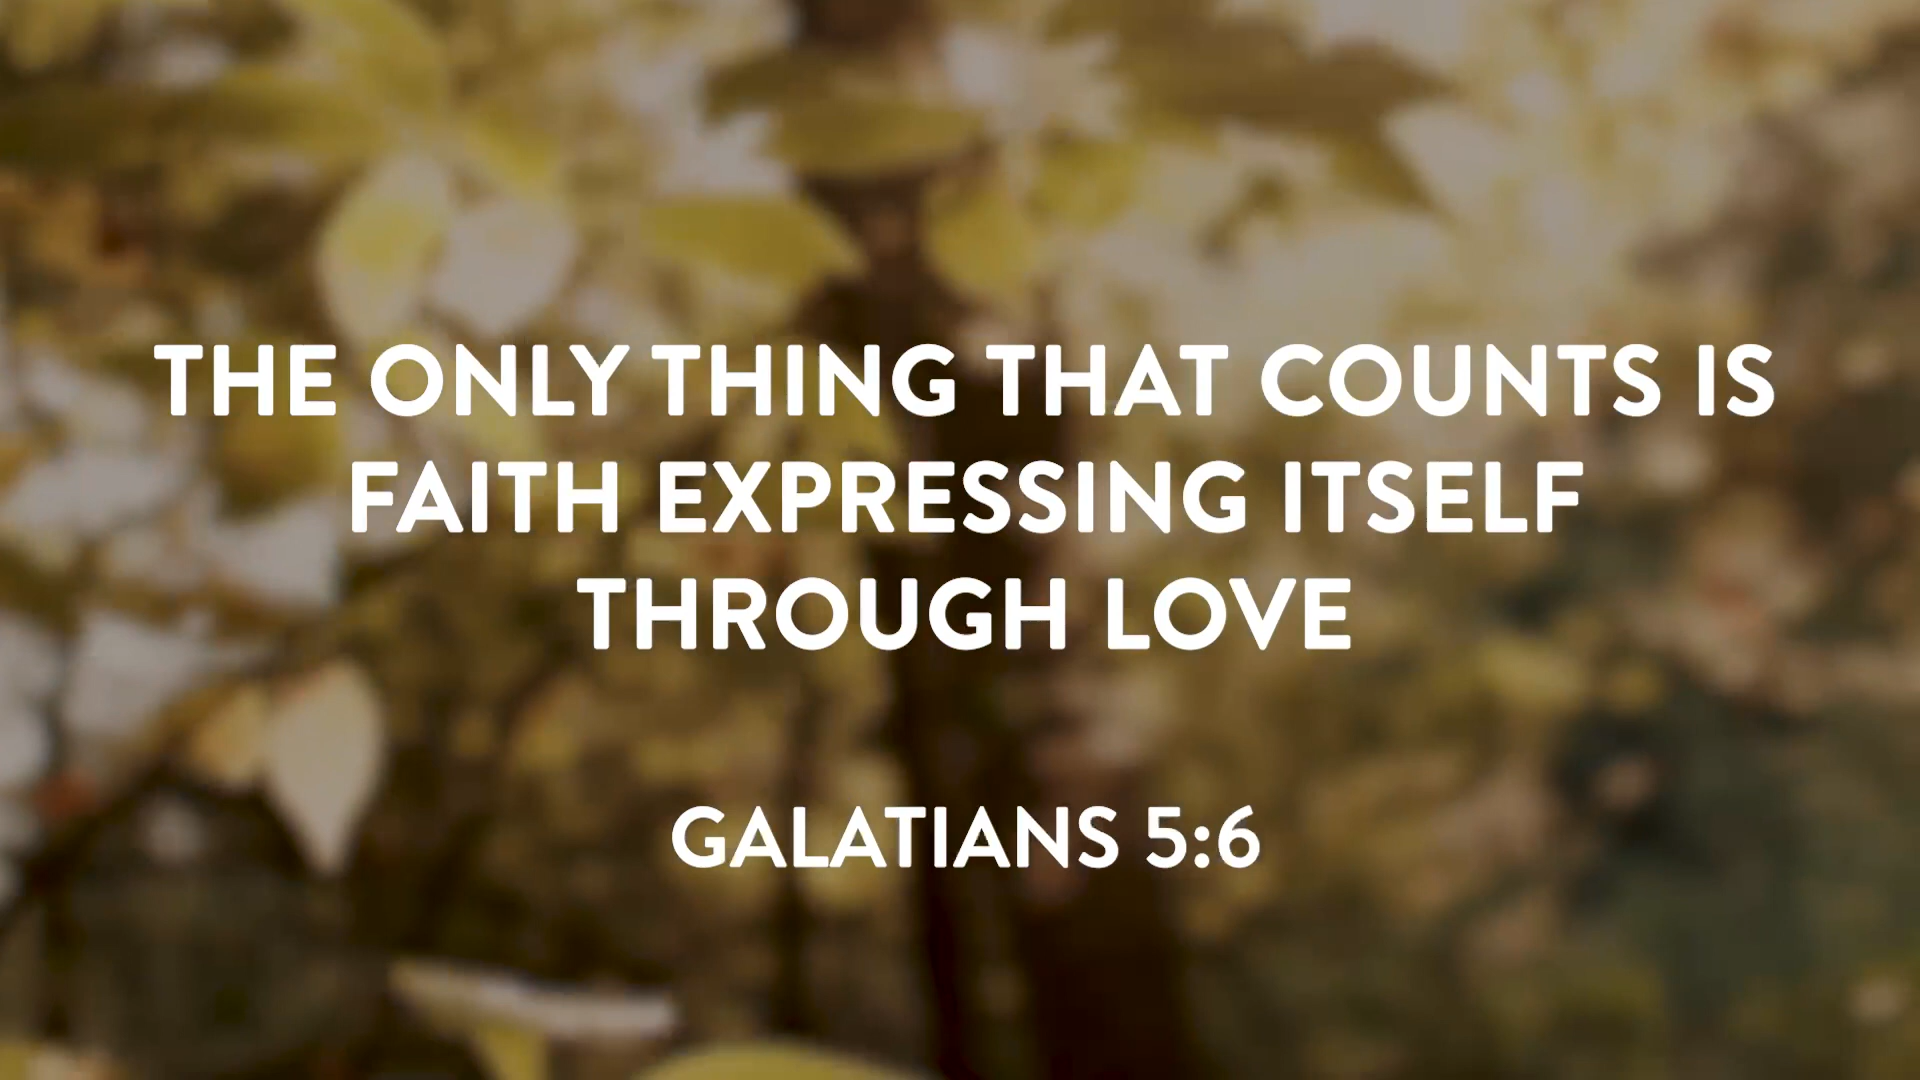 THE ONLY THING THAT COUNTS IS
FAITH EXPRESSING ITSELF
THROUGH LOVE
GALATIANS 5:6